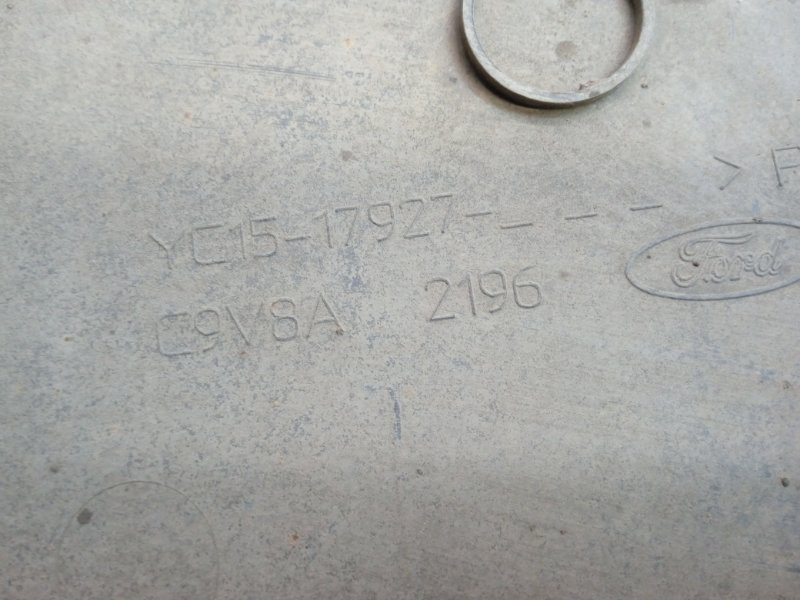 > P
YC15-17927-_ _ _
Ford
C9V8A 2196